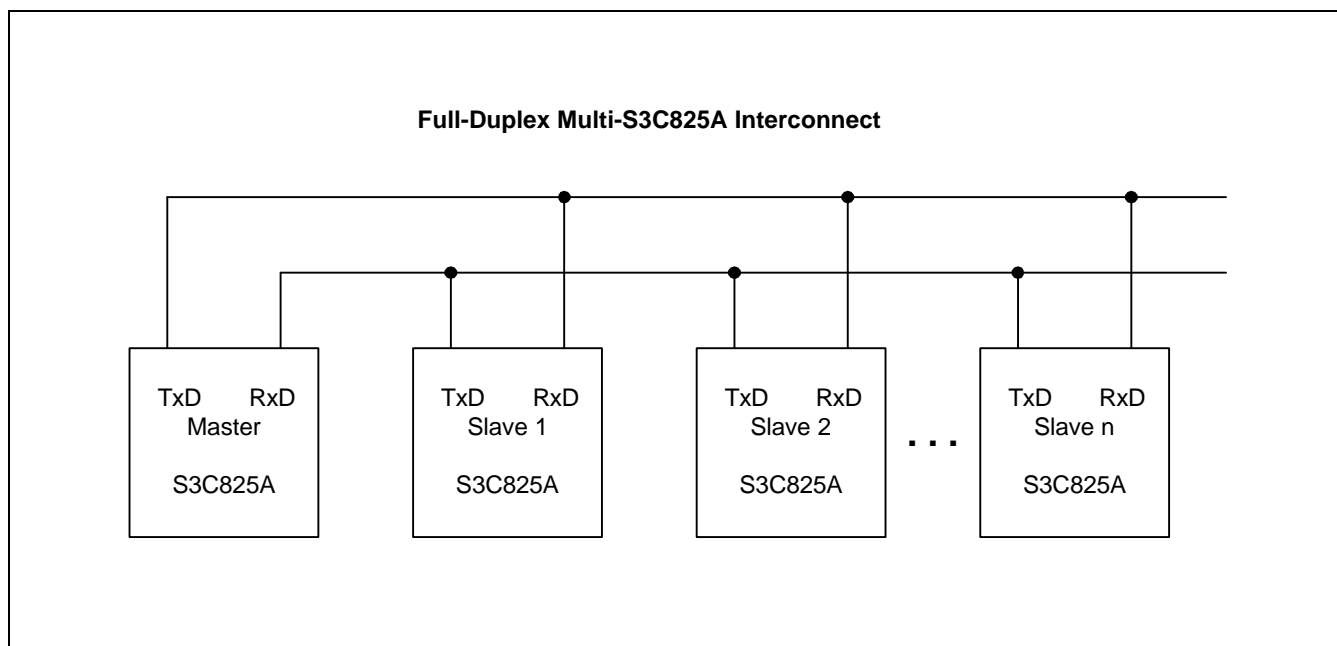 Full-Duplex Multi-S3C825A Interconnect
TxD RxD
Master
S3C825A
TxD RxD
Slave 1
S3C825A
TxD RxD
Slave 2
S3C825A
. . .
TxD RxD
Slave n
S3C825A